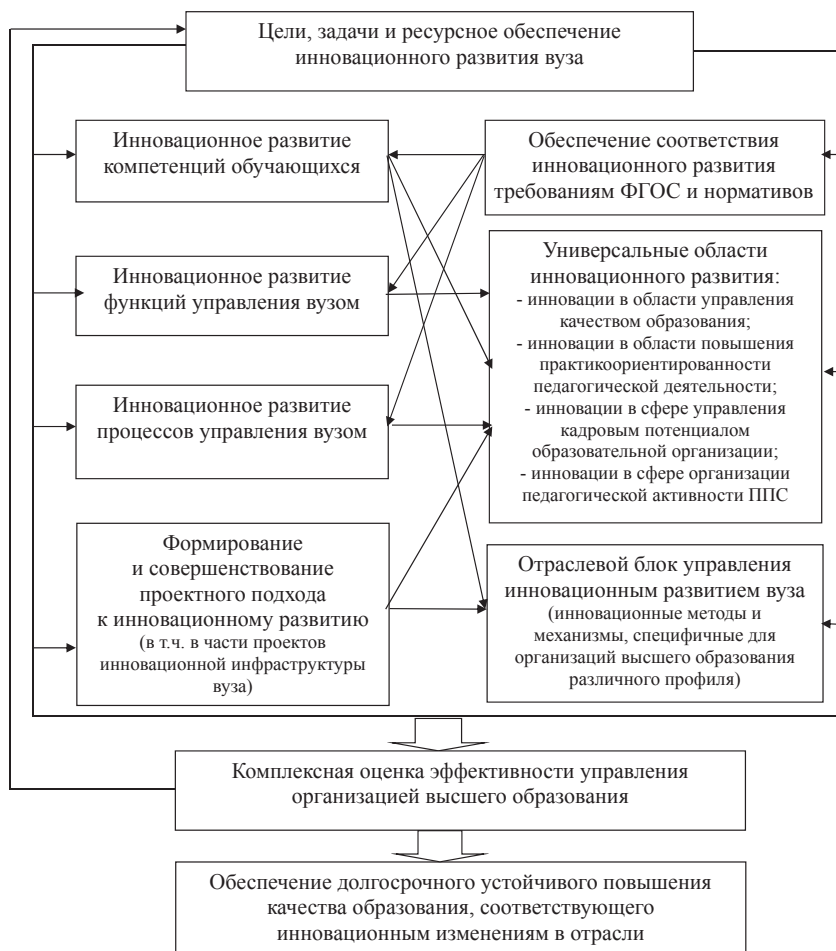 Цели, задачи и ресурсное обеспечение
инновационного развития вуза
Инновационное развитие
компетенций обучающихся
Обеспечение соответствия
инновационного развития
требованиям ФГОС и нормативов
Инновационное развитие
функций управления вузом
Универсальные области
инновационного развития:
- инновации в области управления
качеством образования;
- инновации в области повышения
практикоориентированности
педагогической деятельности;
- инновации в сфере управления
кадровым потенциалом
образовательной организации;
- инновации в сфере организации
педагогической активности ППС
Инновационное развитие
процессов управления вузом
Формирование
и совершенствование
проектного подхода
к инновационному развитию
(в т.ч. в части проектов
инновационной инфраструктуры
вуза)
Отраслевой блок управления
инновационным развитием вуза
(инновационные методы и
механизмы, специфичные для
организаций высшего образования
различного профиля)
Комплексная оценка эффективности управления
организацией высшего образования
Обеспечение долгосрочного устойчивого повышения
качества образования, соответствующего
инновационным изменениям в отрасли